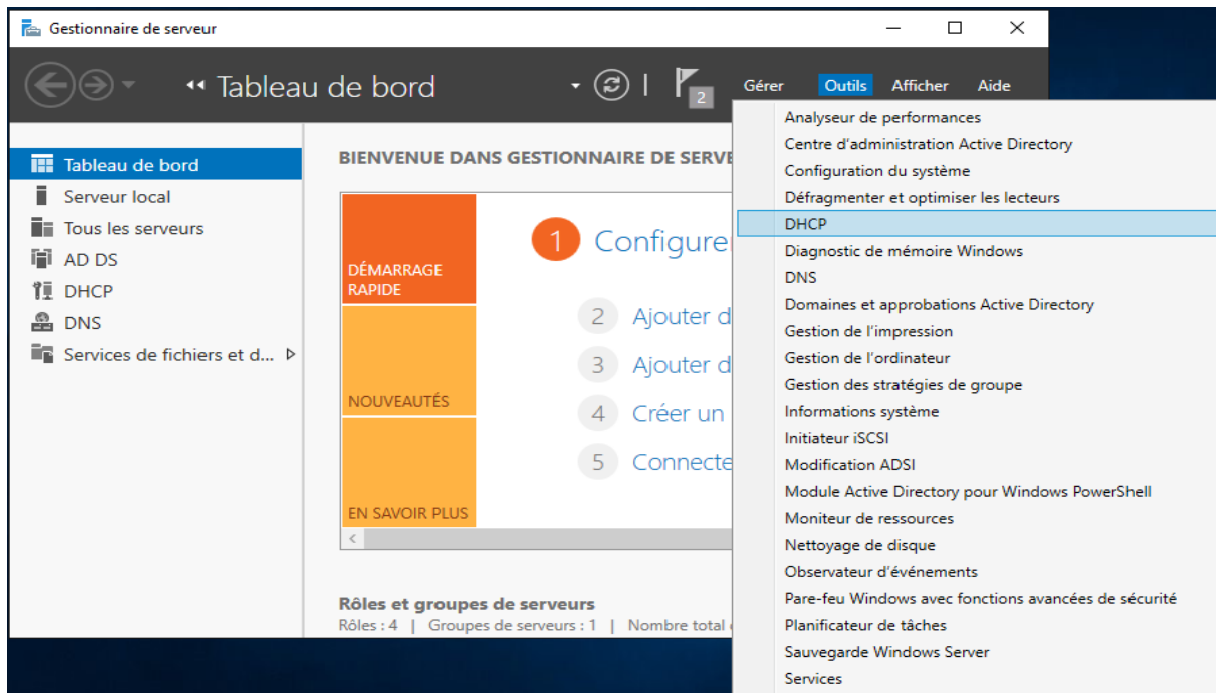 Gestionnaire de serveur
Tableau de bord
2
Gérer Outils Afficher Aide
Tableau de bord
Serveur local
Tous les serveurs
AD DS
DHCP
DNS
Services de fichiers et d...
BIENVENUE DANS GESTIONNAIRE DE SERVE
DÉMARRAGE
RAPIDE
NOUVEAUTÉS
EN SAVOIR PLUS
1 Configure
2 Ajouter d
3 Ajouter d
4 Créer un
5 Connecte
Rôles et groupes de serveurs
Rôles : 4 | Groupes de serveurs : 1 | Nombre total
Analyseur de performances
Centre d'administration Active Directory
Configuration du système
Défragmenter et optimiser les lecteurs
DHCP
Diagnostic de mémoire Windows
DNS
Domaines et approbations Active Directory
Gestion de l'impression
Gestion de l'ordinateur
Gestion des stratégies de groupe
Informations système
Initiateur iSCSI
Modification ADSI
Module Active Directory pour Windows PowerShell
Moniteur de ressources
Nettoyage de disque
Observateur d'événements
Pare-feu Windows avec fonctions avancées de sécurité
Planificateur de tâches
Sauvegarde Windows Server
Services